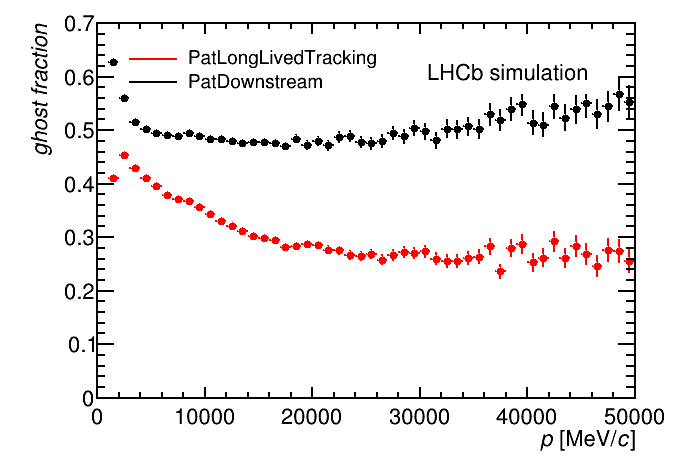 ghost fraction
0.7
0.6
0.5
0.4
0.3
0.2
0.1
0
PatLongLivedTracking
PatDownstream
LHCb simulation
0 10000 20000 30000 40000 50000
p [MeV/c]